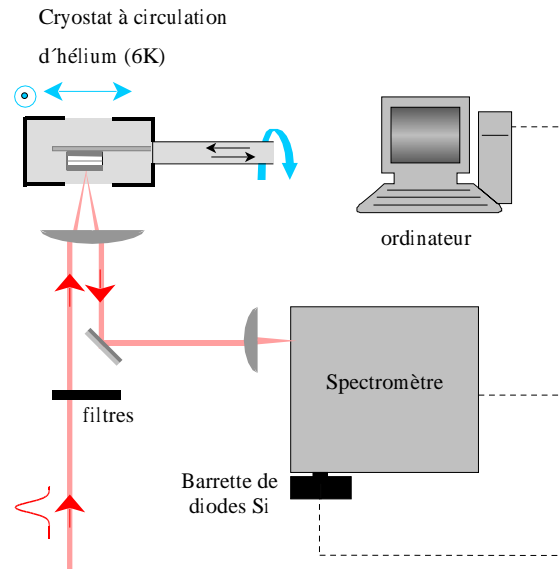 Cryostat à circulation
d´hélium (6K)
ordinateur
Spectromètre
filtres
Barrette de
diodes Si